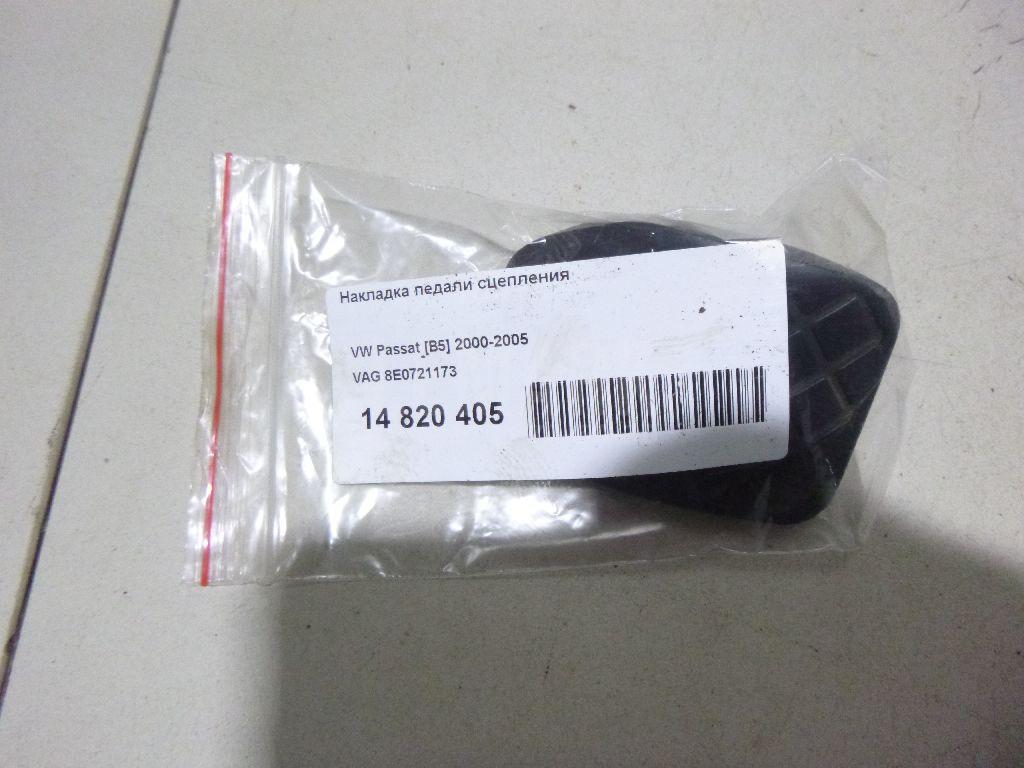 Накладка педали сцепления
VW Passat [B5] 2000-2005
VAG 8E0721173
14 820 405